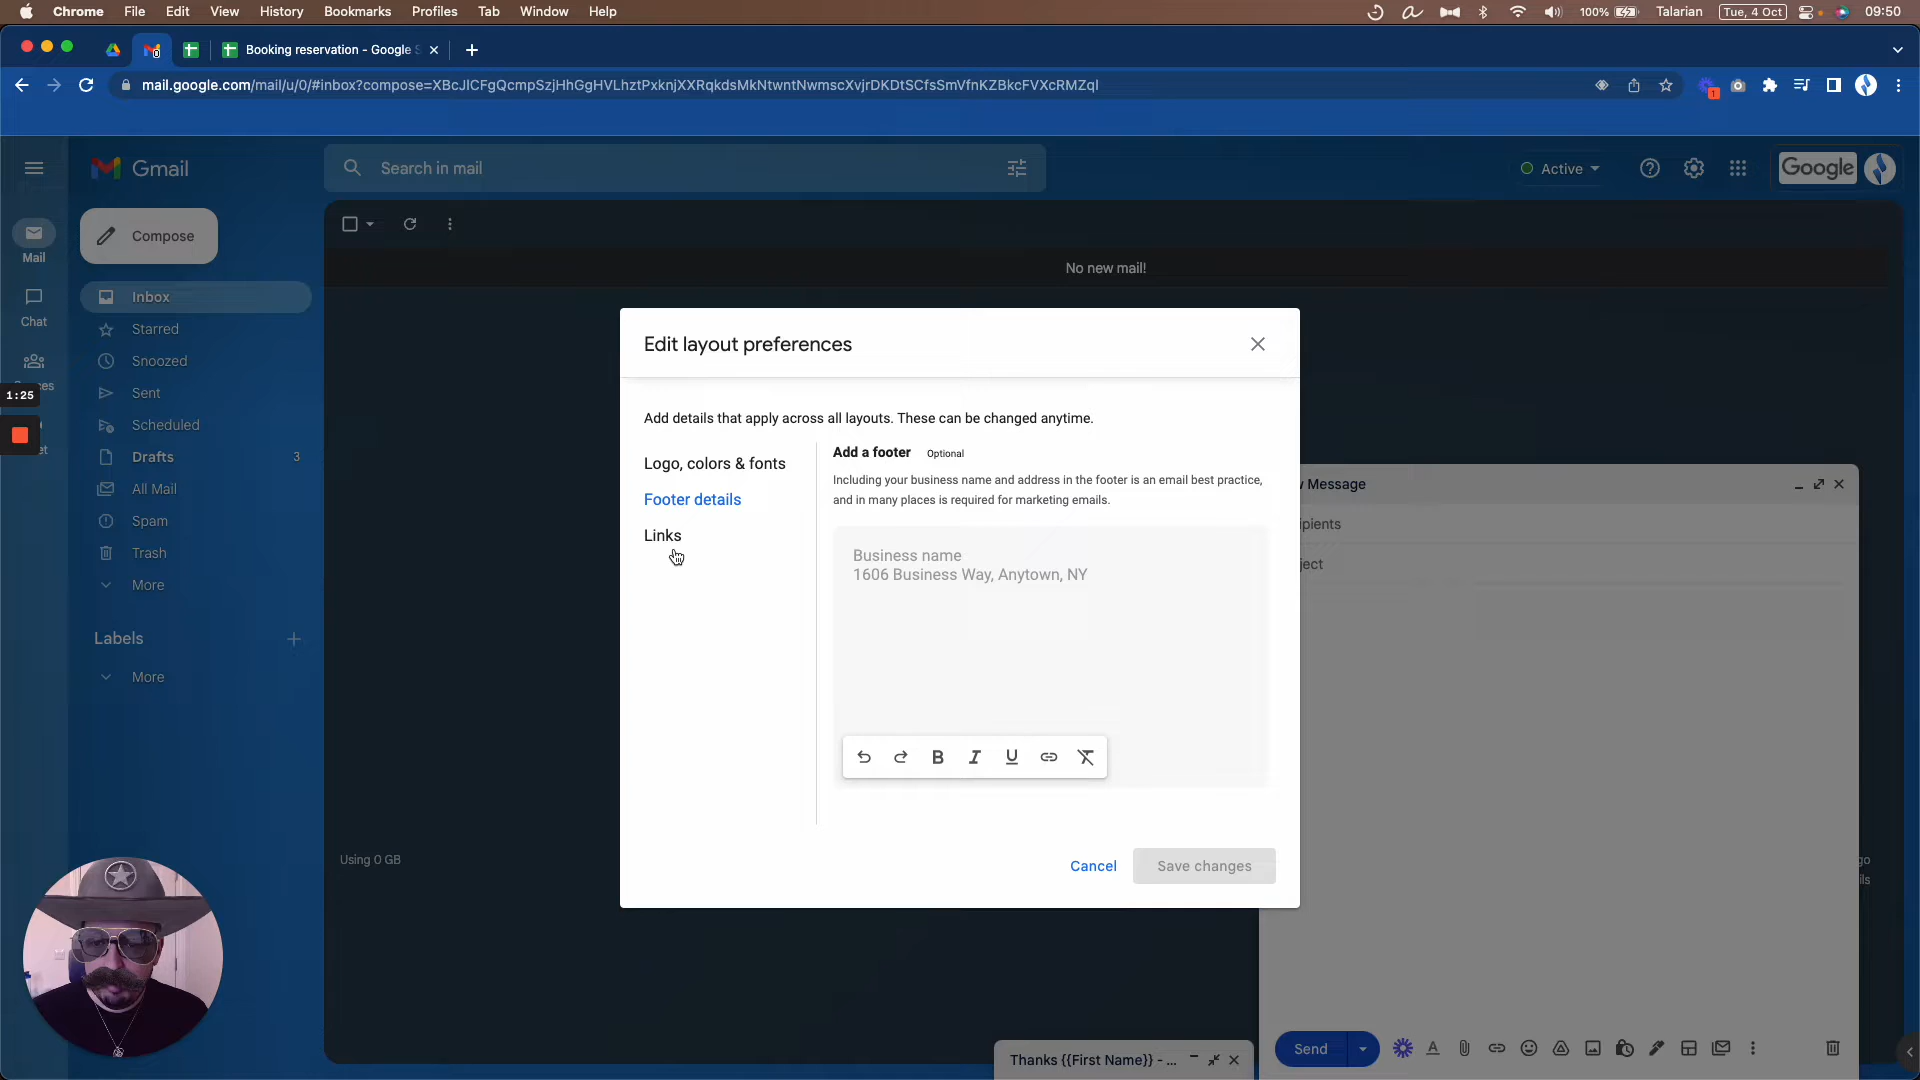 Chrome File Edit View History Bookmarks Profiles Tab Window Help 100% Talarian Tue, 4 Oct 09:50
Booking reservation - Google S
mail.google.com/mail/u/0/#inbox?compose=XBcJlCFgQcmpSzjHhGgHVLhztPxknjXXRqkdsMkNtwntNwmscXvjrDKDtSCfsSmVfnKZBkcFVXcRMZqI
1
Gmail
Search in mail
Active
Google
Compose
Mail
No new mail!
Inbox
Chat
Starred
Edit layout preferences
Snoozed
1:25
Sent
Add details that apply across all layouts. These can be changed anytime.
Scheduled
Logo, colors & fonts
Add a footer Optional
Drafts 3
Including your business name and address in the footer is an email best practice,
and in many places is required for marketing emails.
Message
All Mail
Footer details
Spam
Links
Business name
1606 Business Way, Anytown, NY
Trash
More
Labels
More
Using 0 GB
Cancel
Save changes
Thanks {{First Name}} - ...
Send